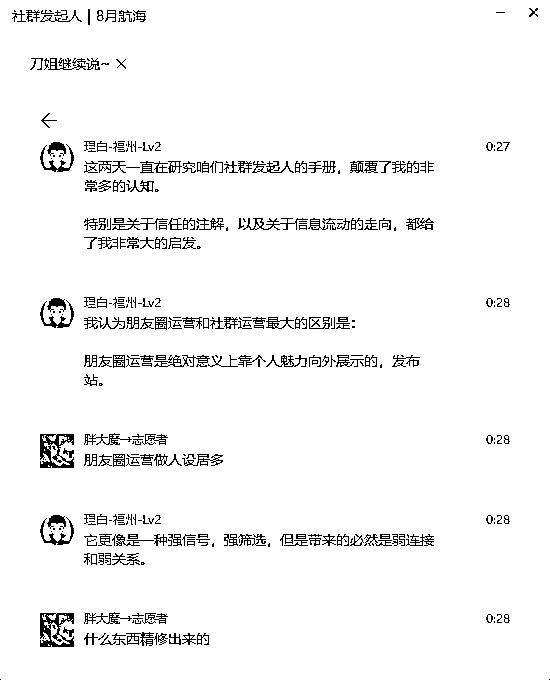 社群发起人 | 8月航海
刀姐继续说~ ×
理白-福州-Lv2 0:27
这两天一直在研究咱们社群发起人的手册，颠覆了我的非
常多的认知。
特别是关于信任的注解，以及关于信息流动的走向，都给
了我非常大的启发。
理白-福州-Lv2 0:28
我认为朋友圈运营和社群运营最大的区别是：
朋友圈运营是绝对意义上靠个人魅力向外展示的，发布
站。
胖大魔→志愿者 0:28
朋友圈运营做人设居多
理白-福州-Lv2 0:28
它更像是一种强信号，强筛选，但是带来的必然是弱连接
和弱关系。
胖大魔→志愿者 0:28
什么东西精修出来的